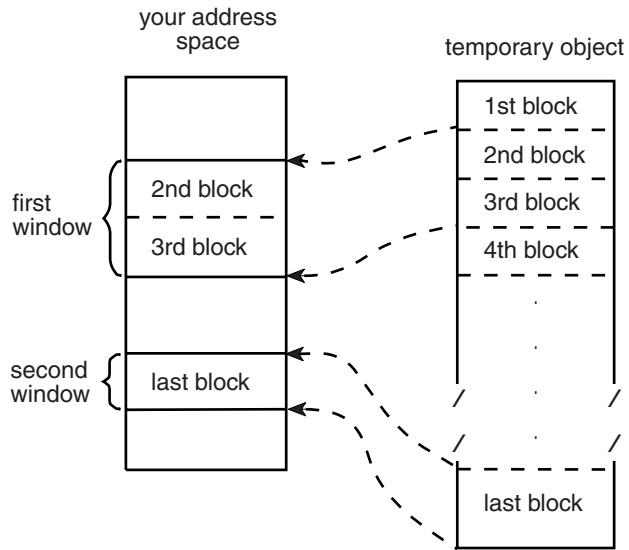 your address
space
temporary object
1st block
2nd block
3rd block
4th block
first
window
2nd block
3rd block
second
window
last block
last block